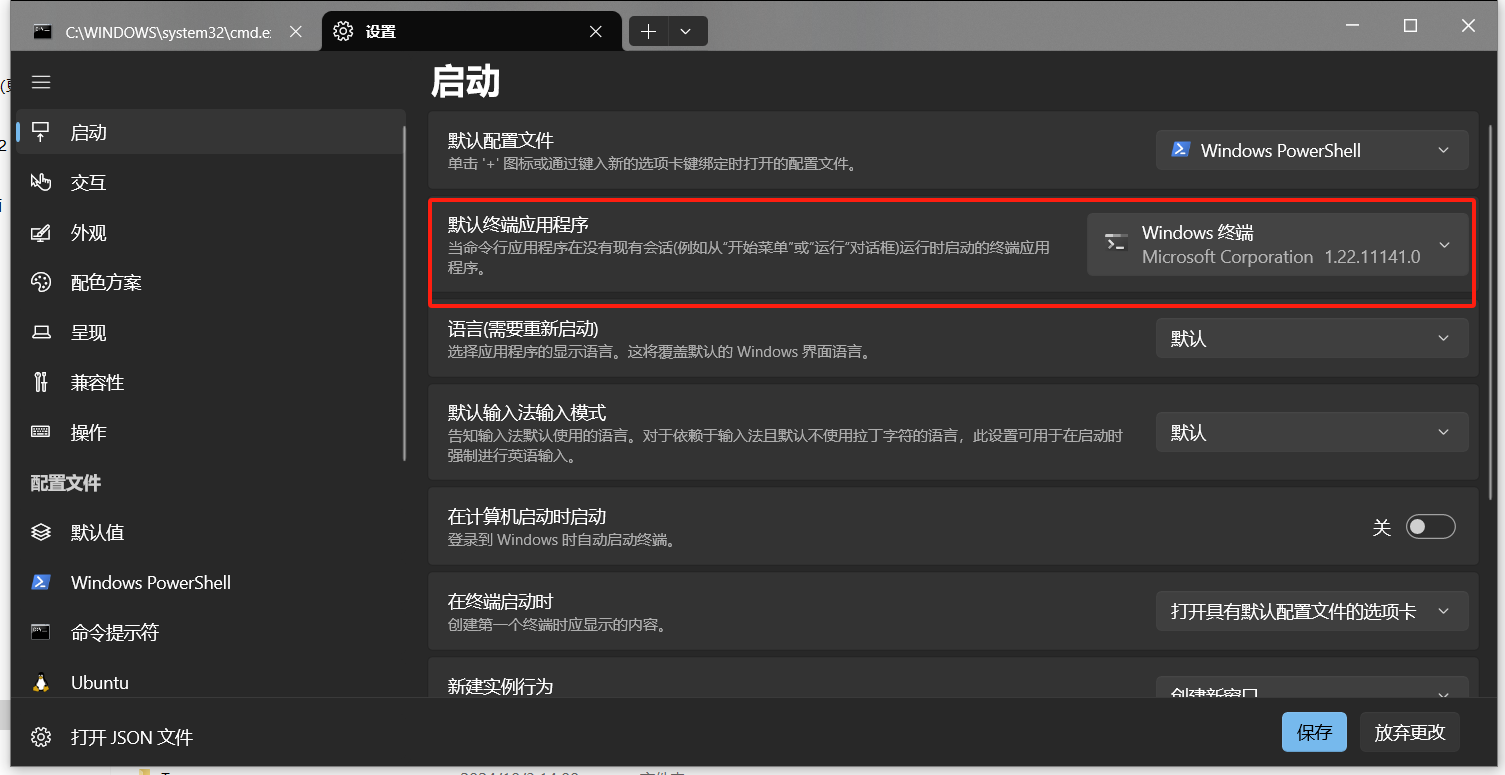 C:\WINDOWS\system32\cmd.e
设置
启动
启动
交互
外观
配色方案
呈现
兼容性
操作
配置文件
默认值
Windows PowerShell
命令提示符
Ubuntu
打开 JSON 文件
默认配置文件
单击 '+' 图标或通过键入新的选项卡键绑定时打开的配置文件。
Windows PowerShell
默认终端应用程序
当命令行应用程序在没有现有会话(例如从"开始菜单"或"运行"对话框)运行时启动的终端应用
程序。
Windows 终端
Microsoft Corporation 1.22.11141.0
语言(需要重新启动)
选择应用程序的显示语言。这将覆盖默认的 Windows 界面语言。
默认
默认输入法输入模式
告知输入法默认使用的语言。对于依赖于输入法且默认不使用拉丁字符的语言，此设置可用于在启动时
强制进行英语输入。
默认
在计算机启动时启动
登录到 Windows 时自动启动终端。
关
在终端启动时
创建第一个终端时应显示的内容。
打开具有默认配置文件的选项卡
新建实例行为
创建新窗口
保存
放弃更改